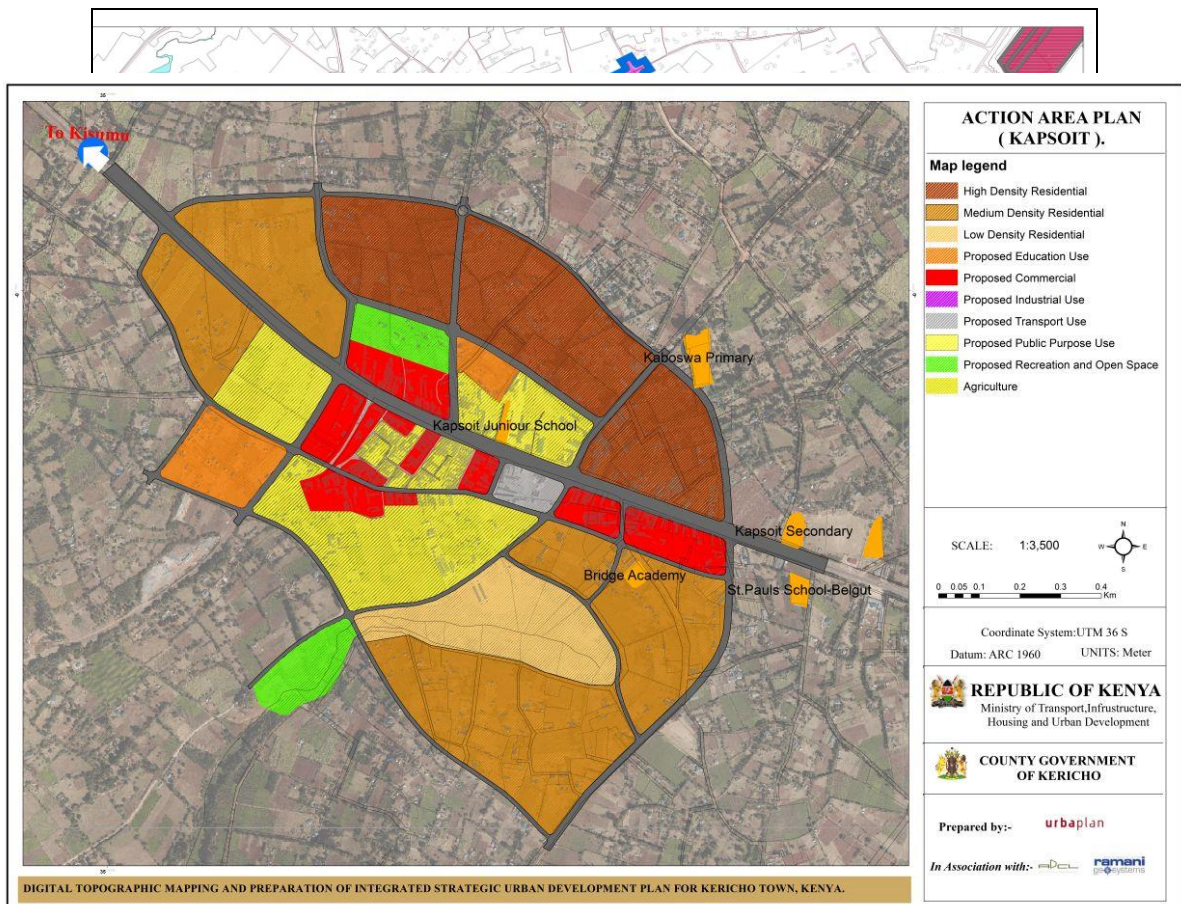 To Kisumu
Kaboswa Primary
Kapsoit Juniour School
Kapsoit Secondary
Bridge Academy
St.Pauls School-Belgut
ACTION AREA PLAN
( KAPSOIT ).
Map legend
High Density Residential
Medium Density Residential
Low Density Residential
Proposed Education Use
Proposed Commercial
Proposed Industrial Use
Proposed Transport Use
Proposed Public Purpose Use
Proposed Recreation and Open Space
Agriculture
SCALE: 1:3,500
N
W E
S
0 0.05 0.1 0.2 0.3 0.4
Km
Coordinate System:UTM 36 S
Datum: ARC 1960 UNITS: Meter
REPUBLIC OF KENYA
Ministry of Transport,Infrustructure,
Housing and Urban Development
COUNTY GOVERNMENT
OF KERICHO
Prepared by:- urbaplan
In Association with:- ADCL ramani
geosystems
DIGITAL TOPOGRAPHIC MAPPING AND PREPARATION OF INTEGRATED STRATEGIC URBAN DEVELOPMENT PLAN FOR KERICHO TOWN, KENYA.